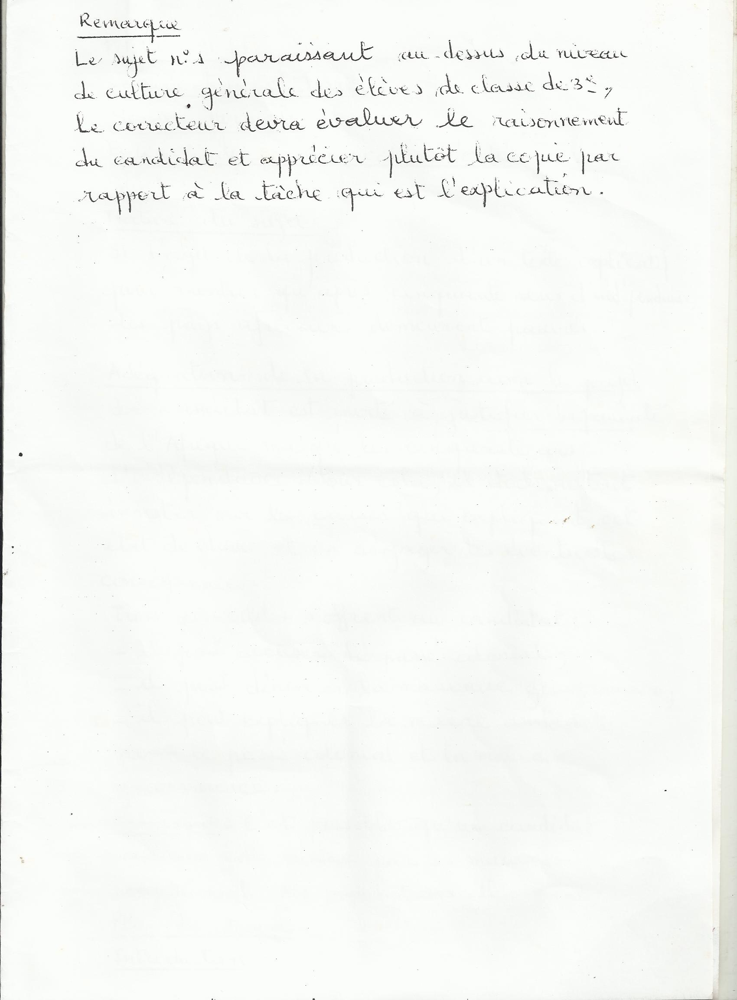 Remarque
Le sujet n° 1 paraissant au-dessus du niveau
de culture générale des élèves de classe de 3e,
le correcteur devra évaluer le raisonnement
du candidat et apprécier plutôt la copie par
rapport à la tâche qui est l'explication.